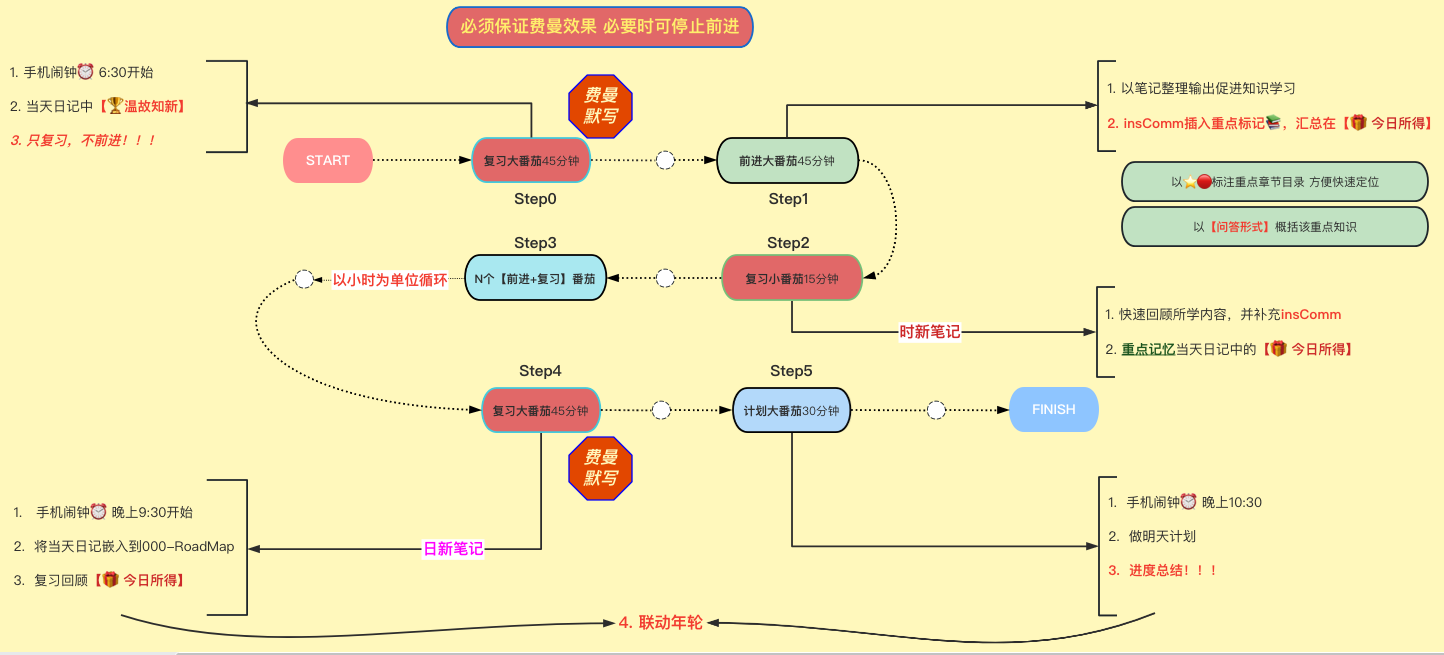 必须保证费曼效果 必要时可停止前进
1. 手机闹钟⏰ 6:30开始
2. 当天日记中【🏆温故知新】
3. 只复习，不前进！！！
费曼
默写
START
复习大番茄45分钟
Step0
前进大番茄45分钟
Step1
1. 以笔记整理输出促进知识学习
2. insComm插入重点标记📚，汇总在【🎁 今日所得】
以⭐🔴标注重点章节目录 方便快速定位
以【问答形式】概括该重点知识
Step3
Step2
以小时为单位循环
N个【前进+复习】番茄
复习小番茄15分钟
时新笔记
1. 快速回顾所学内容，并补充insComm
2. 重点记忆当天日记中的【🎁 今日所得】
Step4
Step5
复习大番茄45分钟
计划大番茄30分钟
FINISH
费曼
默写
1. 手机闹钟⏰ 晚上9:30开始
2. 将当天日记嵌入到000-RoadMap
3. 复习回顾【🎁 今日所得】
日新笔记
1. 手机闹钟⏰ 晚上10:30
2. 做明天计划
3. 进度总结！！！
4. 联动年轮